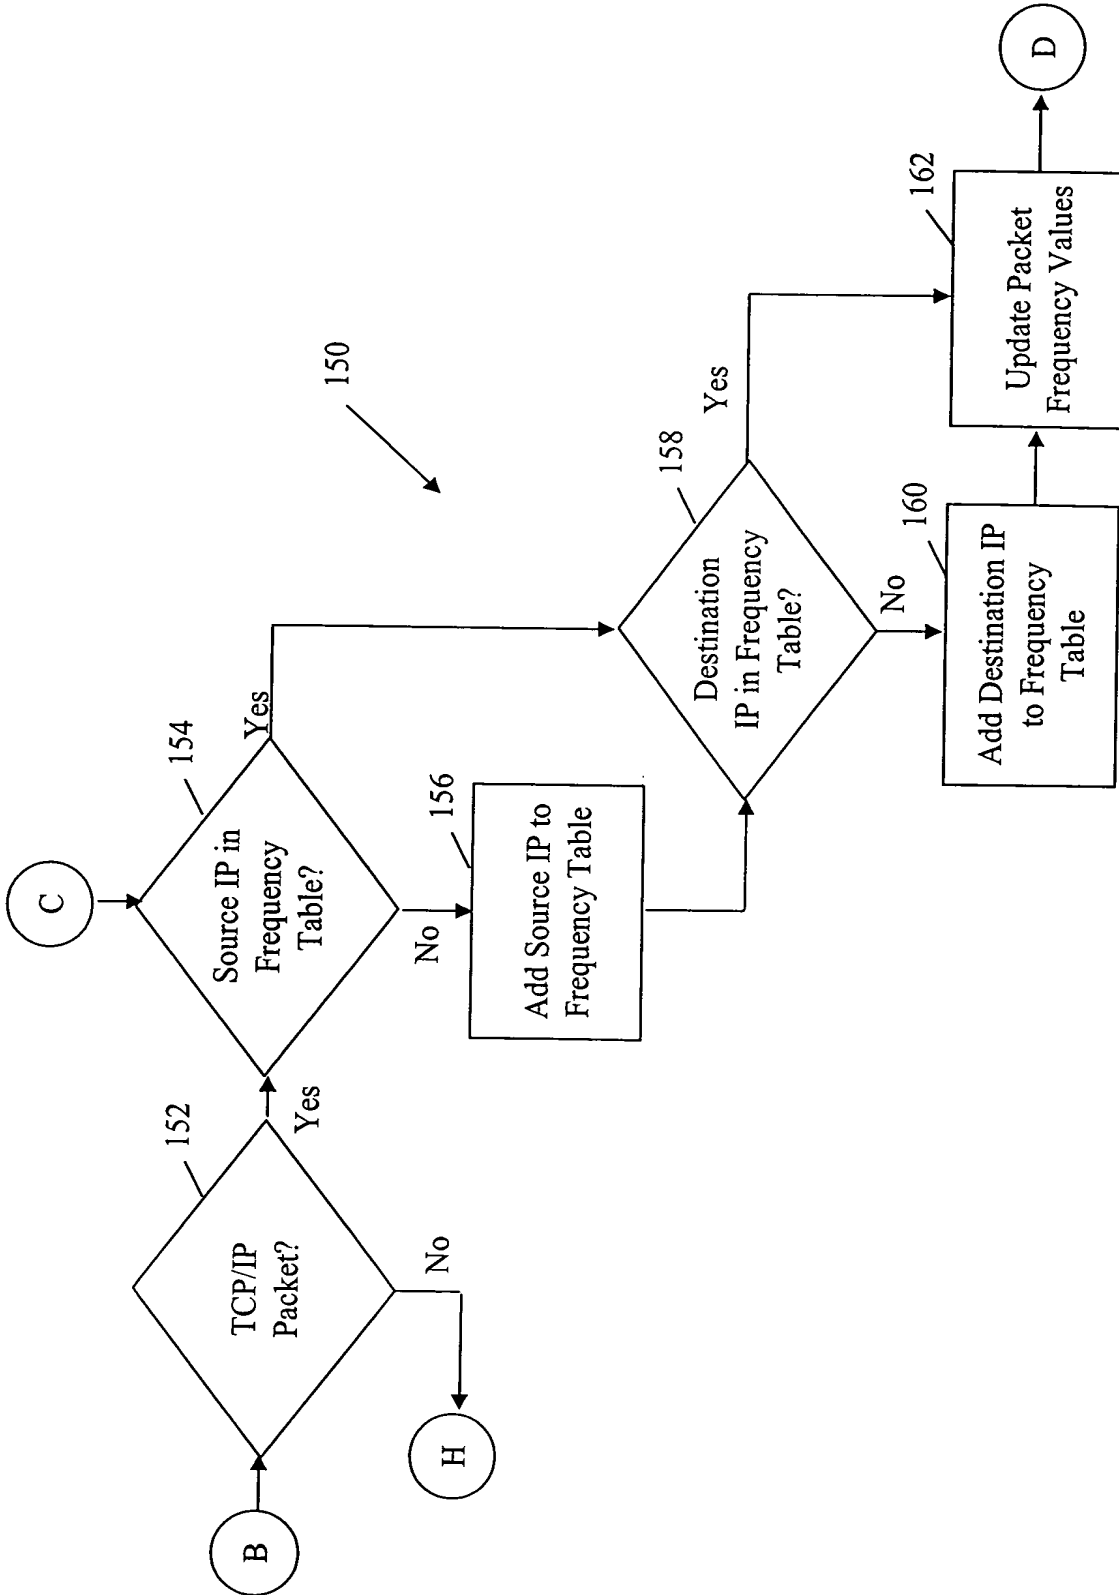 B
TCP/IP
Packet?
152
Yes
No
H
C
Source IP in
Frequency
Table?
154
Yes
No
Add Source IP to
Frequency Table
156
150
Destination
IP in Frequency
Table?
158
Yes
No
Add Destination IP
to Frequency
Table
160
Update Packet
Frequency Values
162
D